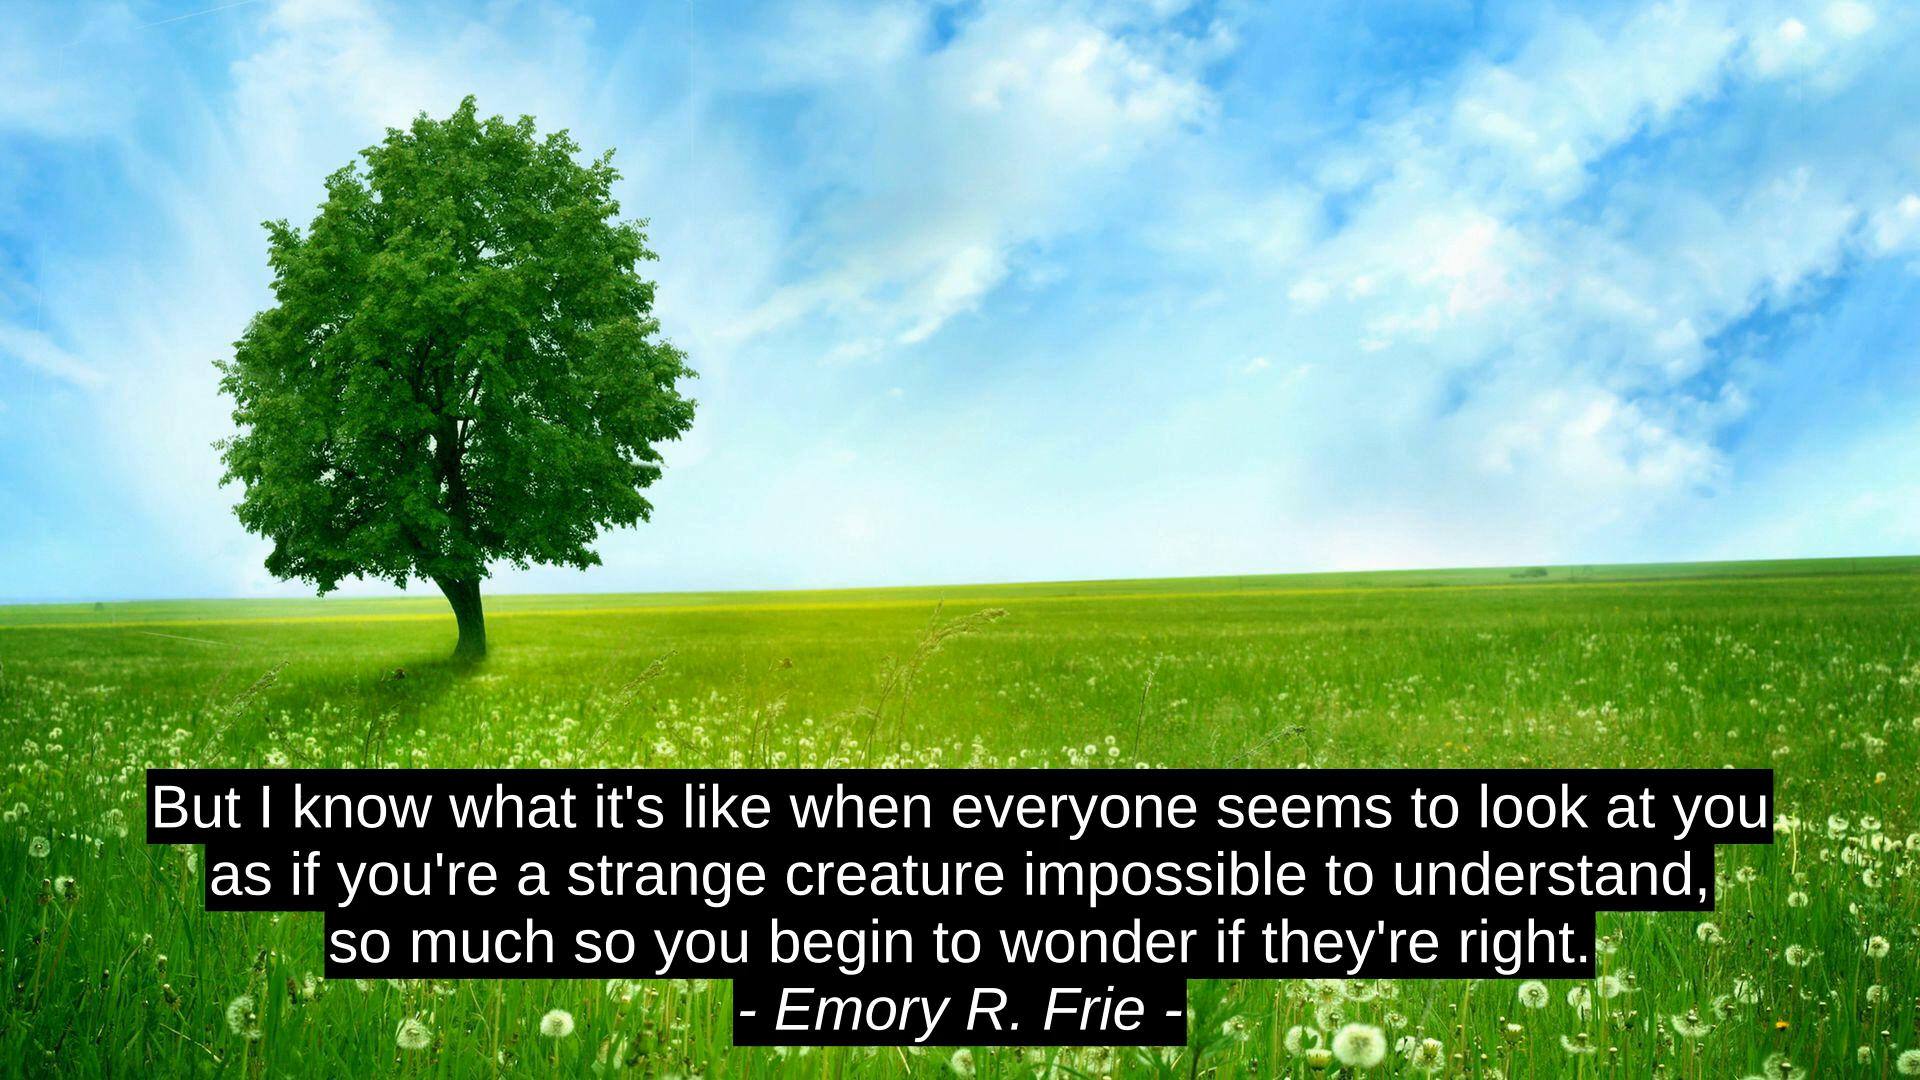 But I know what it's like when everyone seems to look at you
as if you're a strange creature impossible to understand,
so much so you begin to wonder if they're right.
- Emory R. Frie -